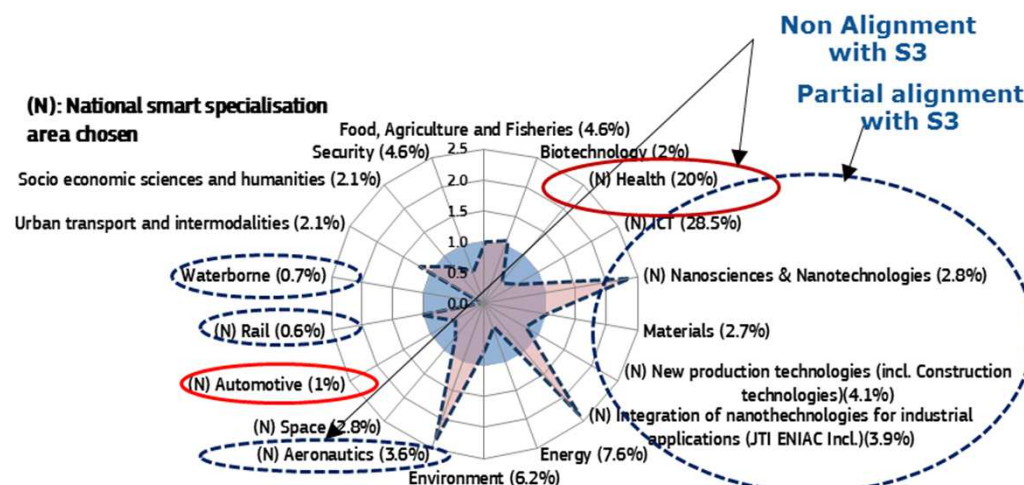 Non Alignment
with S3
Partial alignment
with S3
(N): National smart specialisation
area chosen
Food, Agriculture and Fisheries (4.6%)
Security (4.6%)
2.5
Biotechnology (2%)
Socio economic sciences and humanities (2.1%)
2.0
(N) Health (20%)
Urban transport and intermodalities (2.1%)
1.5
(N) ICT (28.5%)
1.0
Waterborne (0.7%)
0.5
(N) Nanosciences & Nanotechnologies (2.8%)
0.0
(N) Rail (0.6%)
Materials (2.7%)
(N) Automotive (1%)
(N) New production technologies (incl. Construction
technologies)(4.1%)
(N) Space (2.8%)
(N) Integration of nanothechnologies for industrial
applications (JTI ENIAC Incl.)(3.9%)
(N) Aeronautics (3.6%)
Energy (7.6%)
Environment (6.2%)